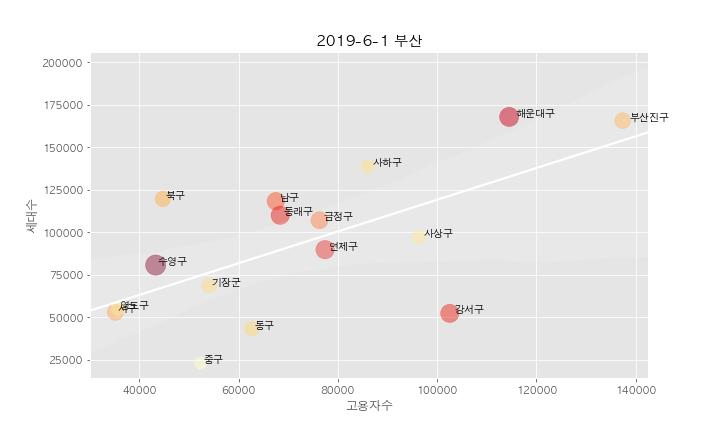 2019-6-1 부산
200000
175000
150000
125000
100000
75000
50000
25000
세대수
해운대구
부산진구
사하구
북구
남구
동래구
금정구
사상구
연제구
수영구
기장군
영도구
서구
강서구
동구
중구
40000
60000
80000
100000
120000
140000
고용자수